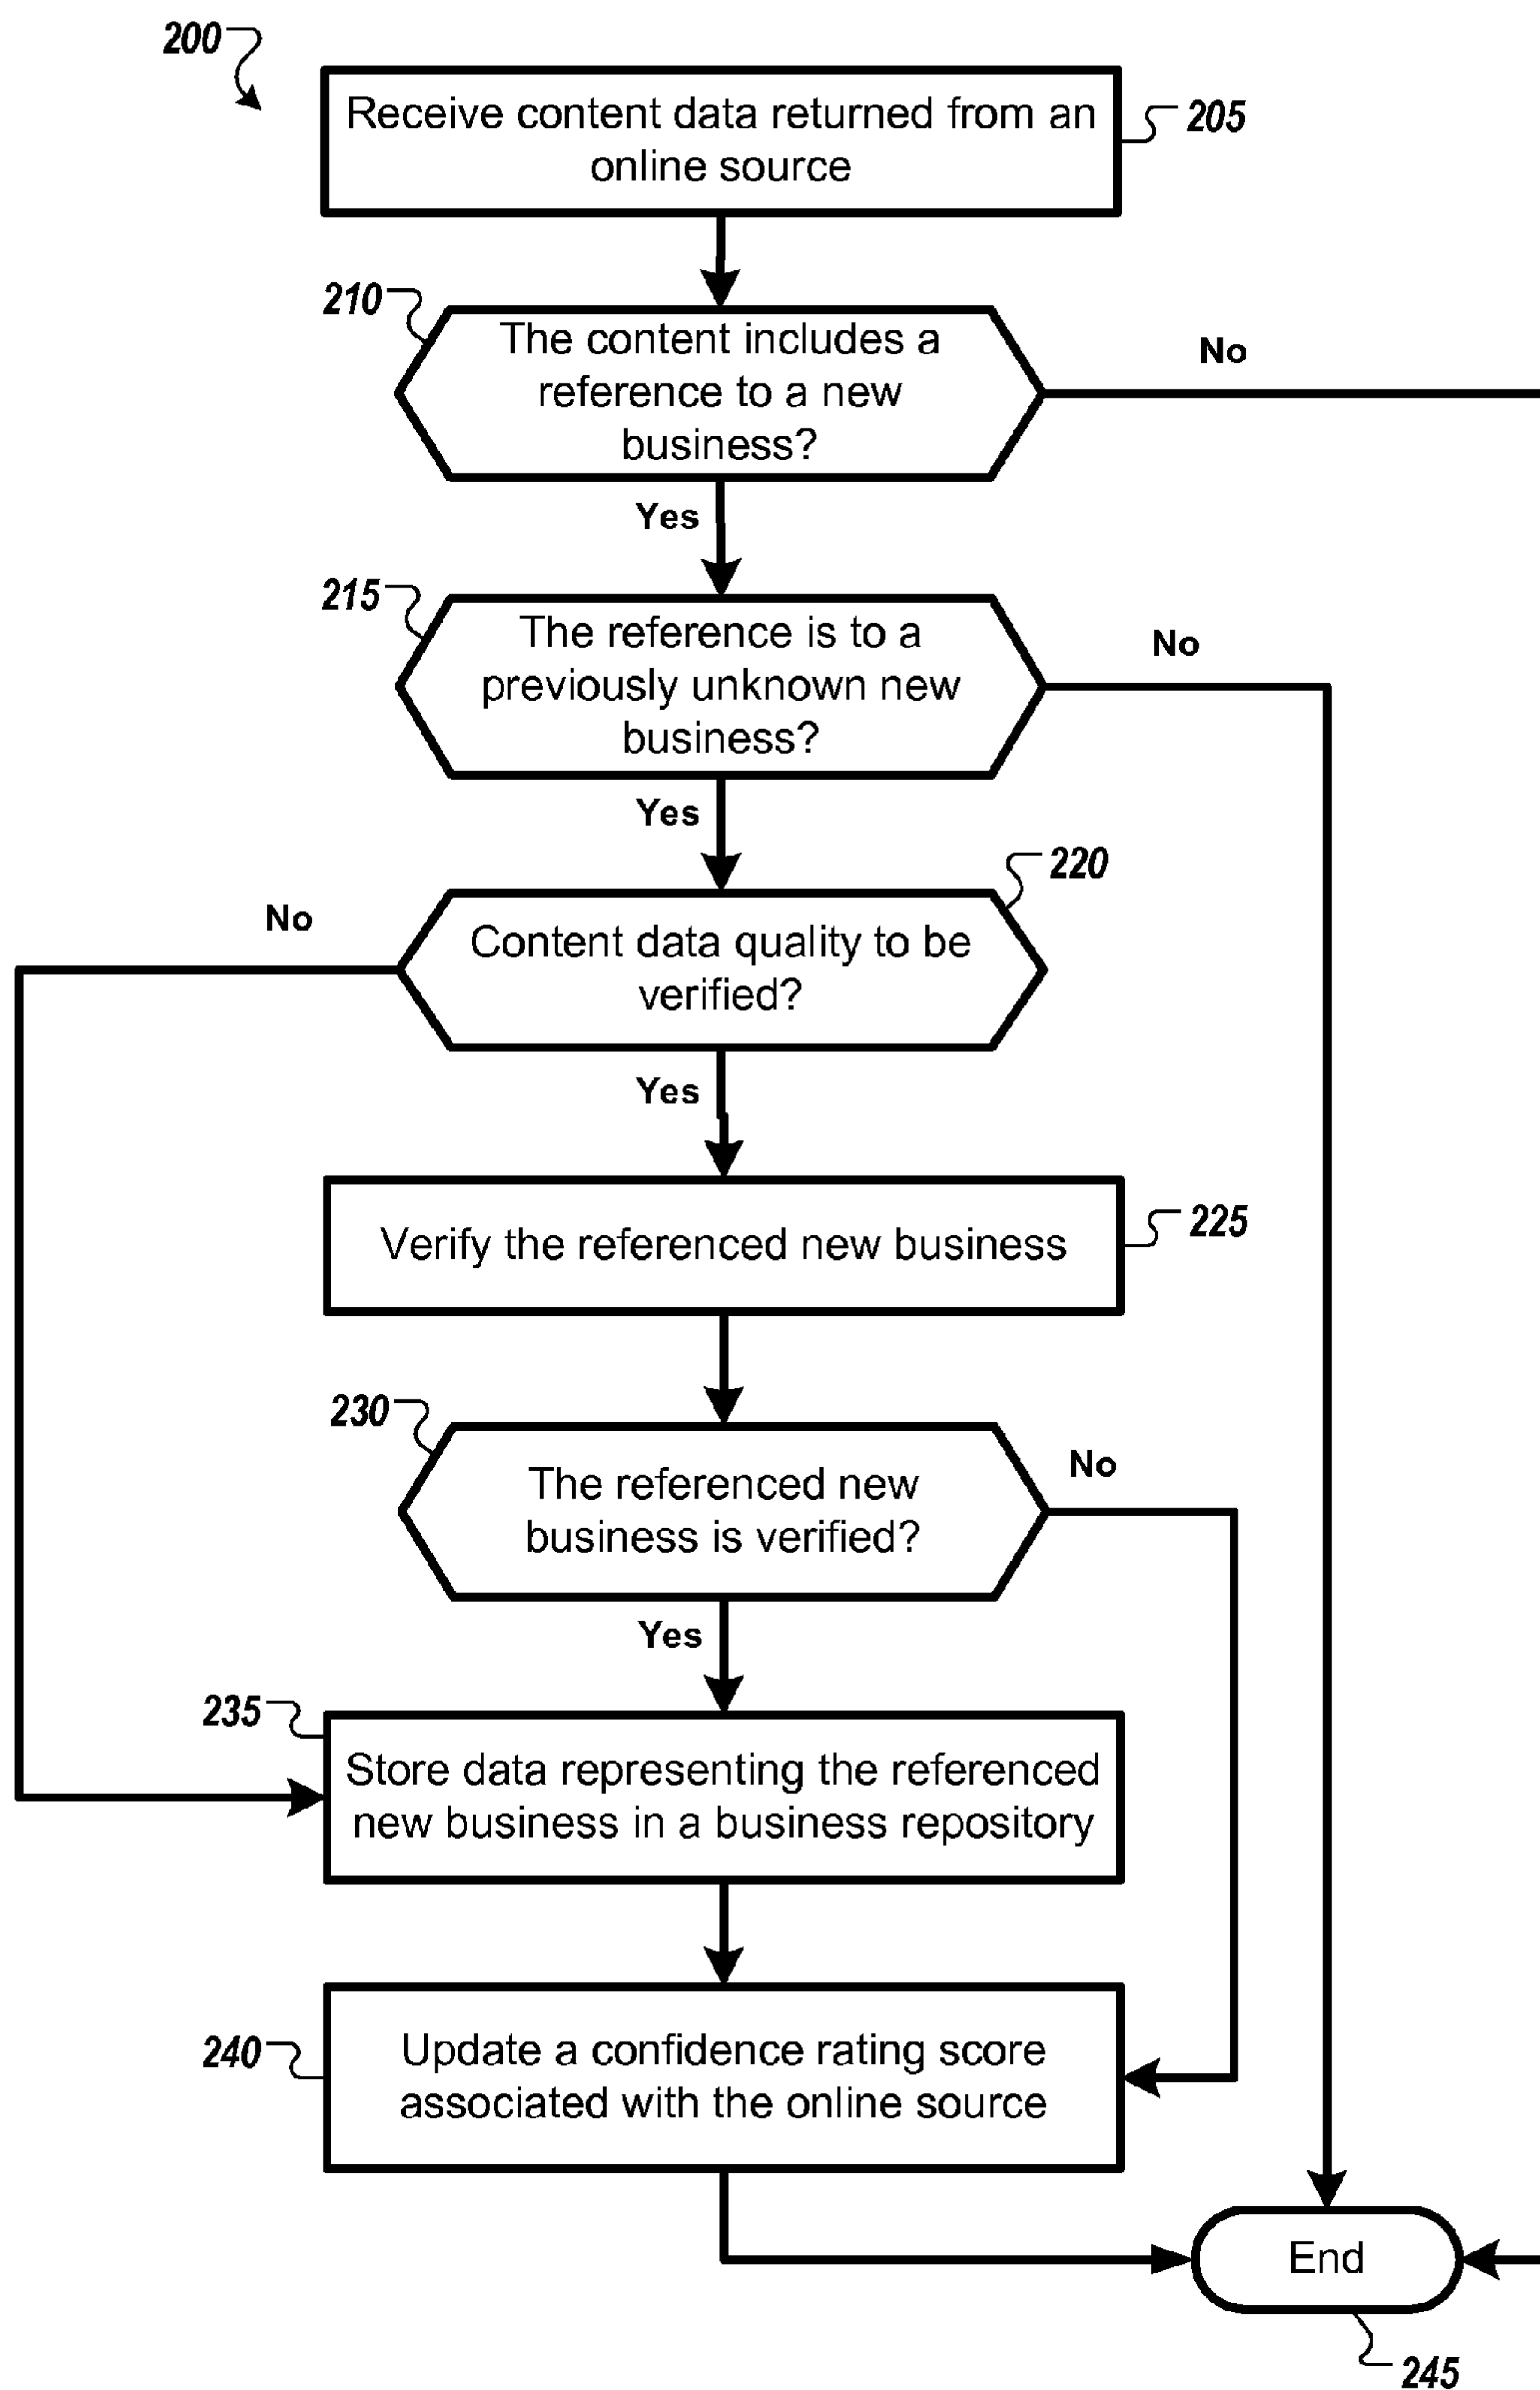 200
Receive content data returned from an
online source
205
210
The content includes a
reference to a new
business?
No
Yes
215
The reference is to a
previously unknown new
business?
No
Yes
220
No
Content data quality to be
verified?
Yes
Verify the referenced new business
225
230
The referenced new
business is verified?
No
Yes
235
Store data representing the referenced
new business in a business repository
240
Update a confidence rating score
associated with the online source
End
245